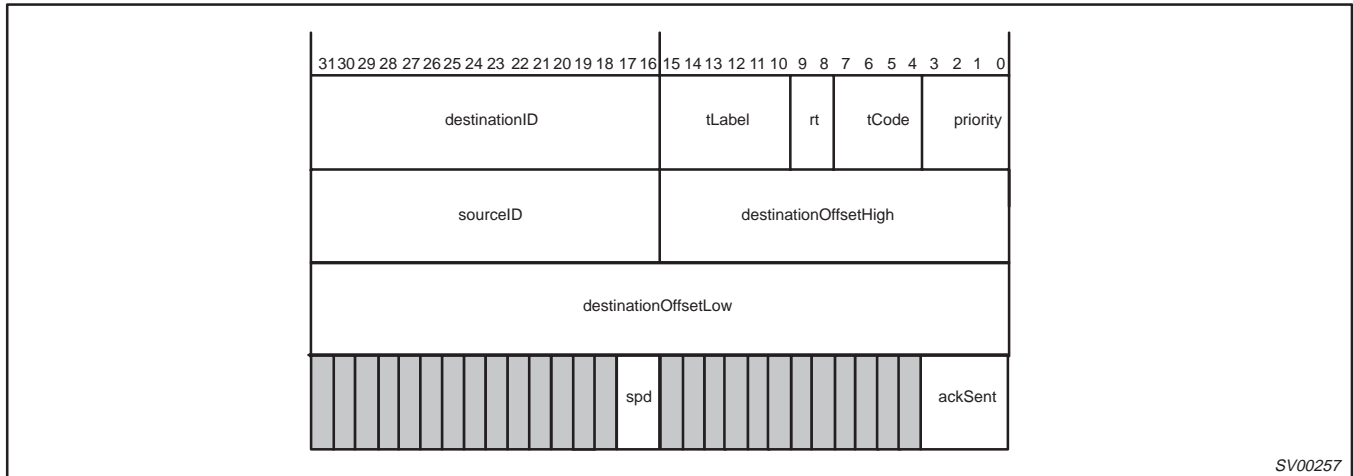 31 30 29 28 27 26 25 24 23 22 21 20 19 18 17 16 15 14 13 12 11 10 9 8 7 6 5 4 3 2 1 0
destinationID tLabel rt tCode priority
sourceID destinationOffsetHigh
destinationOffsetLow
spd ackSent
SV00257